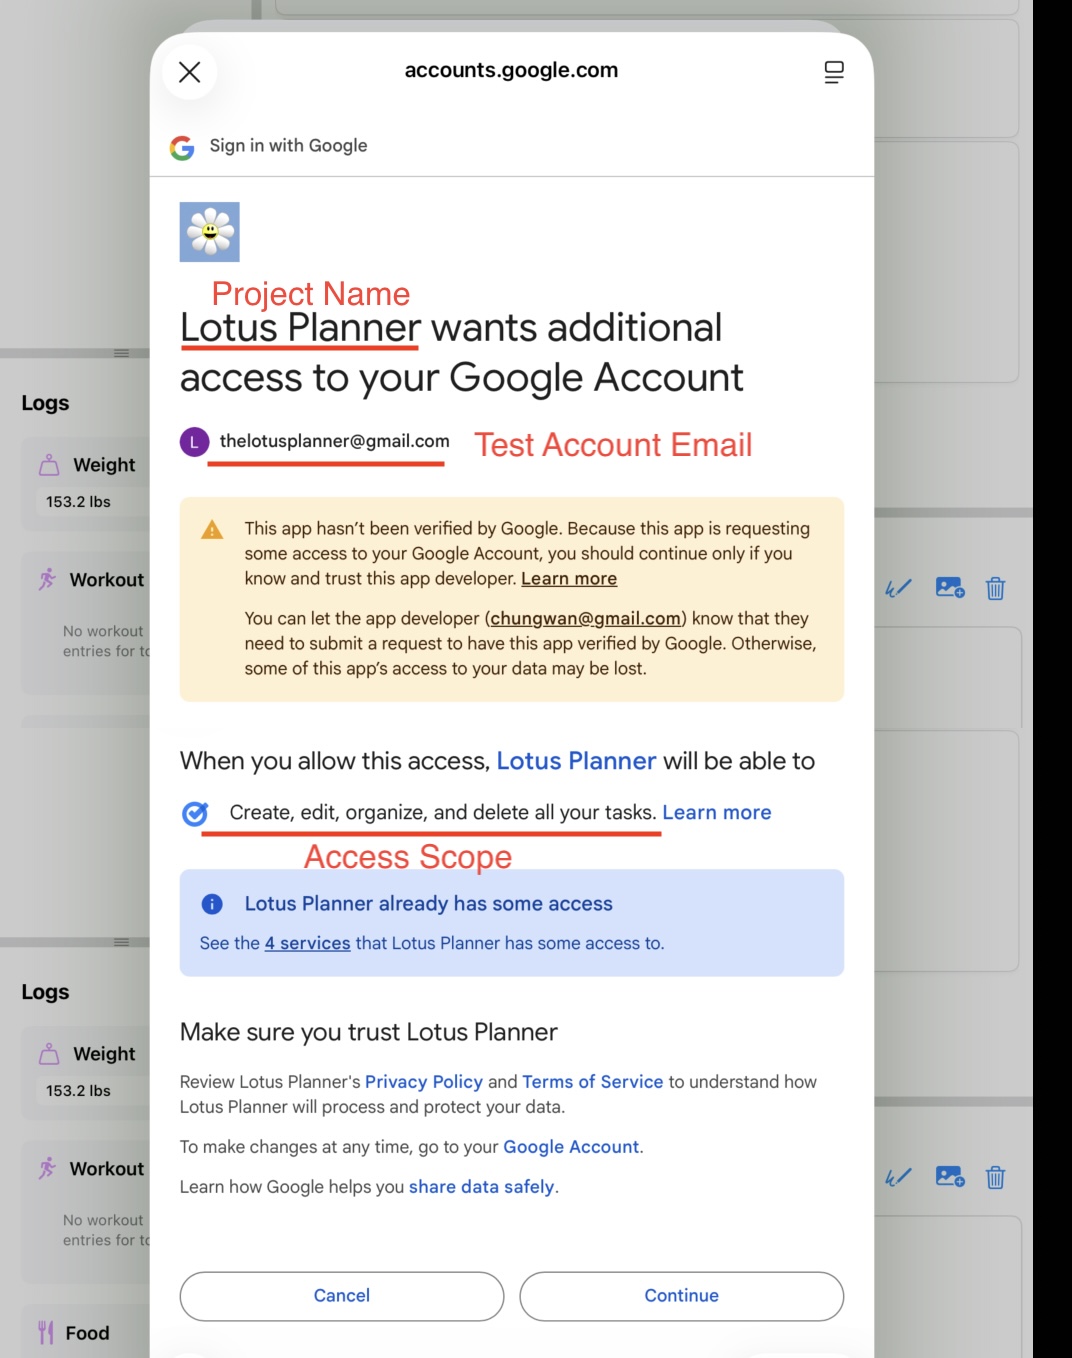 accounts.google.com
Sign in with Google
Project Name
Lotus Planner wants additional
access to your Google Account
L thelotusplanner@gmail.com Test Account Email
This app hasn't been verified by Google. Because this app is requesting
some access to your Google Account, you should continue only if you
know and trust this app developer. Learn more
You can let the app developer (chungwan@gmail.com) know that they
need to submit a request to have this app verified by Google. Otherwise,
some of this app's access to your data may be lost.
When you allow this access, Lotus Planner will be able to
Create, edit, organize, and delete all your tasks. Learn more
Access Scope
Lotus Planner already has some access
See the 4 services that Lotus Planner has some access to.
Make sure you trust Lotus Planner
Review Lotus Planner's Privacy Policy and Terms of Service to understand how
Lotus Planner will process and protect your data.
To make changes at any time, go to your Google Account.
Learn how Google helps you share data safely.
Cancel
Continue
Logs
Weight
153.2 lbs
Workout
No workout
entries for
Logs
Weight
153.2 lbs
Workout
No workout
entries for
Food